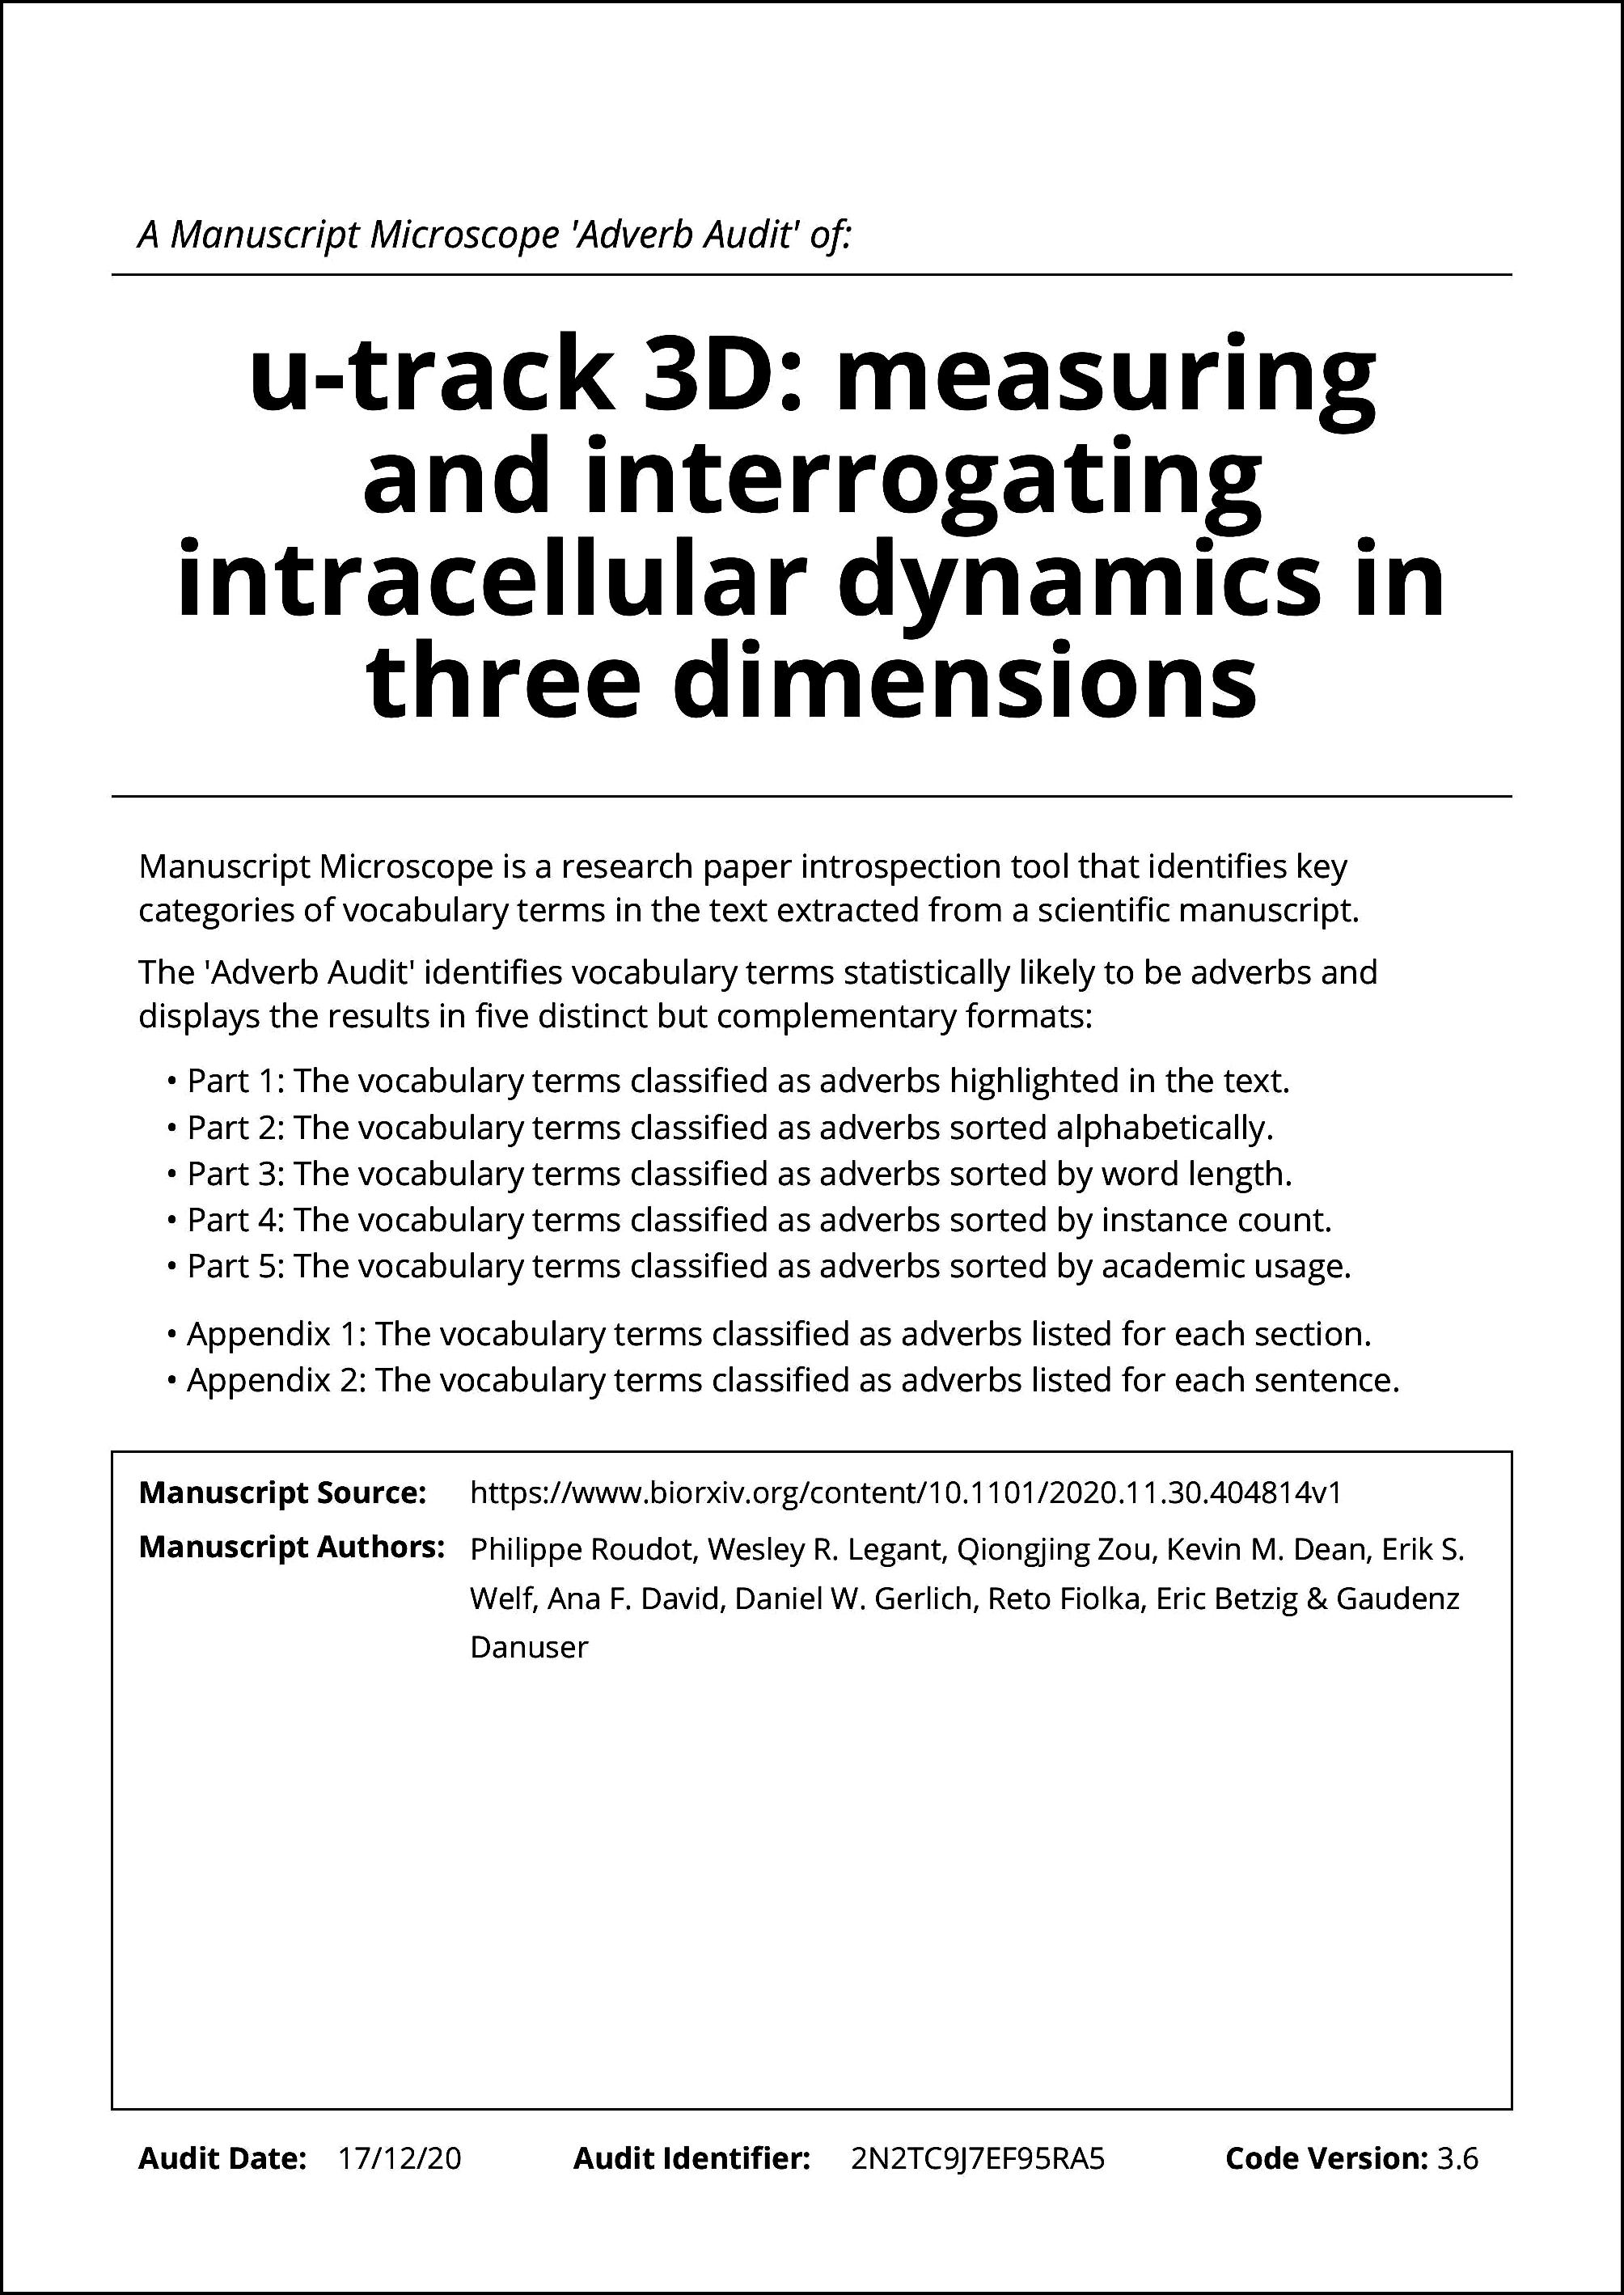 A Manuscript Microscope 'Adverb Audit' of:
u-track 3D: measuring
and interrogating
intracellular dynamics in
three dimensions
Manuscript Microscope is a research paper introspection tool that identifies key
categories of vocabulary terms in the text extracted from a scientific manuscript.
The 'Adverb Audit' identifies vocabulary terms statistically likely to be adverbs and
displays the results in five distinct but complementary formats:
• Part 1: The vocabulary terms classified as adverbs highlighted in the text.
• Part 2: The vocabulary terms classified as adverbs sorted alphabetically.
• Part 3: The vocabulary terms classified as adverbs sorted by word length.
• Part 4: The vocabulary terms classified as adverbs sorted by instance count.
• Part 5: The vocabulary terms classified as adverbs sorted by academic usage.
• Appendix 1: The vocabulary terms classified as adverbs listed for each section.
• Appendix 2: The vocabulary terms classified as adverbs listed for each sentence.
Manuscript Source: https://www.biorxiv.org/content/10.1101/2020.11.30.404814v1
Manuscript Authors: Philippe Roudot, Wesley R. Legant, Qiongjing Zou, Kevin M. Dean, Erik S.
Welf, Ana F. David, Daniel W. Gerlich, Reto Fiolka, Eric Betzig & Gaudenz
Danuser
Audit Date: 17/12/20 Audit Identifier: 2N2TC9J7EF95RA5 Code Version: 3.6